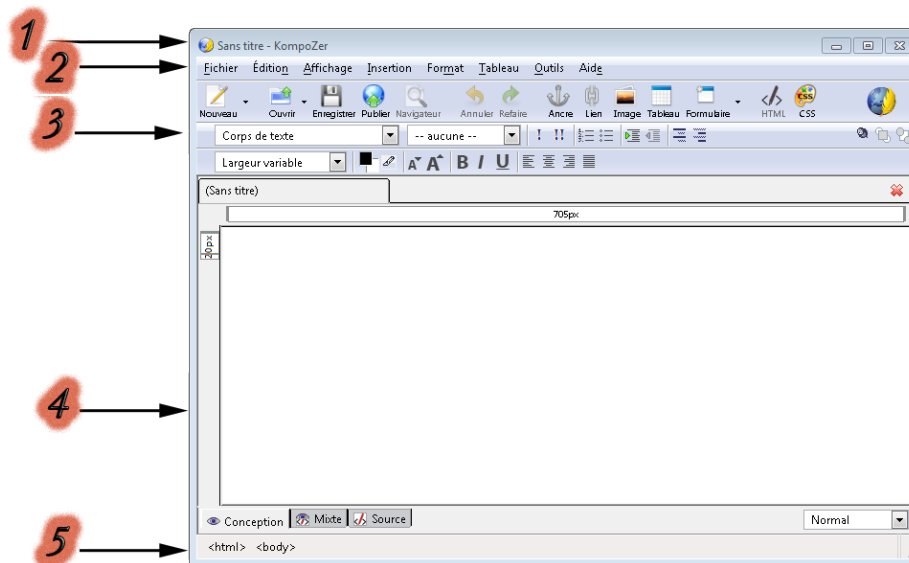 1
Sans titre - KompoZer
2
Fichier Édition Affichage Insertion Format Tableau Outils Aide
Nouveau Ouvrir Enregistrer Publier Navigateur Annuler Refaire Ancre Lien Image Tableau Formulaire HTML CSS
3
Corps de texte -- aucune -- ! !!
Largeur variable A A B I U
(Sans titre)
705px
20px
4
Conception Mixte Source Normal
5
<html> <body>